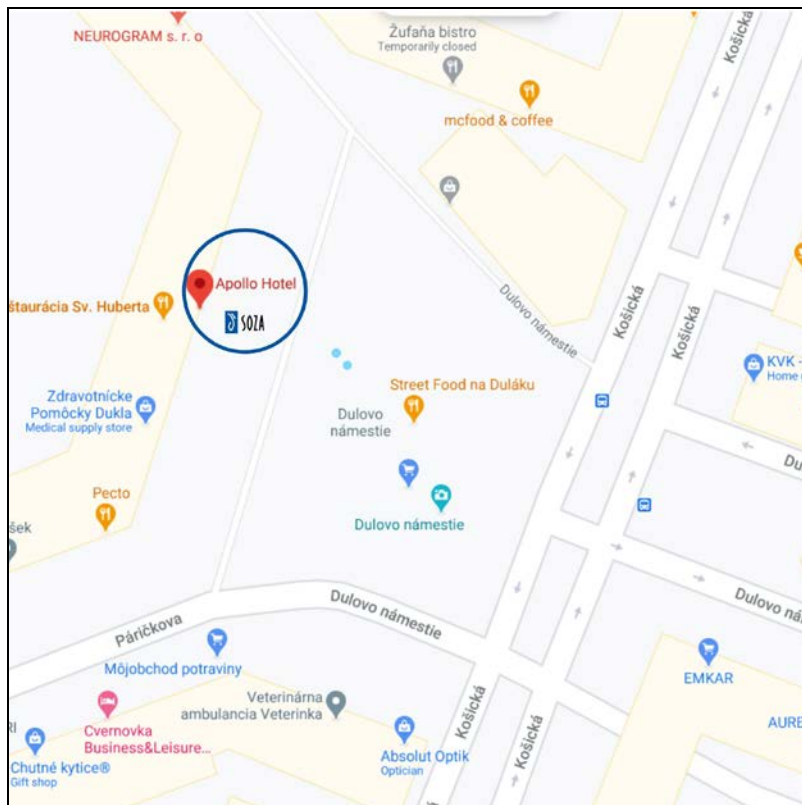 NEUROGRAM s. r. o
Žufaňa bistro
Temporarily closed
mcfood & coffee
Košická
Apollo Hotel
SOZA
štaurácia Sv. Huberta
Dulovo námestie
Košická
Košická
KVK -
Home
Zdravotnícke
Pomôcky Dukla
Medical supply store
Street Food na Duláku
Dulovo
námestie
Du
Pecto
šek
Dulovo námestie
Dulovo ná
Páričkova
Dulovo námestie
Môjobchod potraviny
EMKAR
Veterinárna
ambulancia Veterinka
Košická
Košická
AURE
RI
Cvernovka
Business&Leisure...
Absolut Optik
Optician
Chutné kytice®
Gift shop